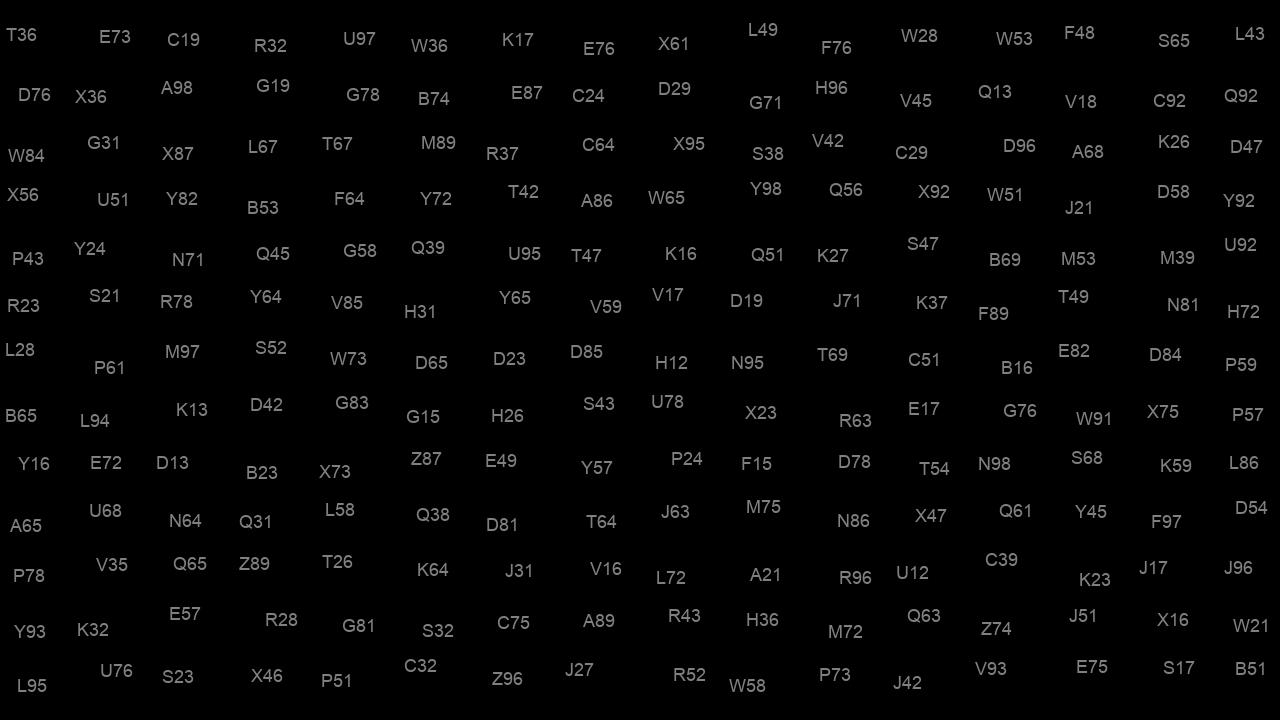 T36 E73 C19 R32 U97 W36 K17 E76 X61 L49 F76 W28 W53 F48 S65 L43
D76 X36 A98 G19 G78 B74 E87 C24 D29 G71 H96 V45 Q13 V18 C92 Q92
W84 G31 X87 L67 T67 M89 R37 C64 X95 S38 V42 C29 D96 A68 K26 D47
X56 U51 Y82 B53 F64 Y72 T42 A86 W65 Y98 Q56 X92 W51 J21 D58 Y92
P43 Y24 N71 Q45 G58 Q39 U95 T47 K16 Q51 K27 S47 B69 M53 M39 U92
R23 S21 R78 Y64 V85 H31 Y65 V59 V17 D19 J71 K37 F89 T49 N81 H72
L28 P61 M97 S52 W73 D65 D23 D85 H12 N95 T69 C51 B16 E82 D84 P59
B65 L94 K13 D42 G83 G15 H26 S43 U78 X23 R63 E17 G76 W91 X75 P57
Y16 E72 D13 B23 X73 Z87 E49 Y57 P24 F15 D78 T54 N98 S68 K59 L86
A65 U68 N64 Q31 L58 Q38 D81 T64 J63 M75 N86 X47 Q61 Y45 F97 D54
P78 V35 Q65 Z89 T26 K64 J31 V16 L72 A21 R96 U12 C39 K23 J17 J96
Y93 K32 E57 R28 G81 S32 C75 A89 R43 H36 M72 Q63 Z74 J51 X16 W21
L95 U76 S23 X46 P51 C32 Z96 J27 R52 W58 P73 J42 V93 E75 S17 B51